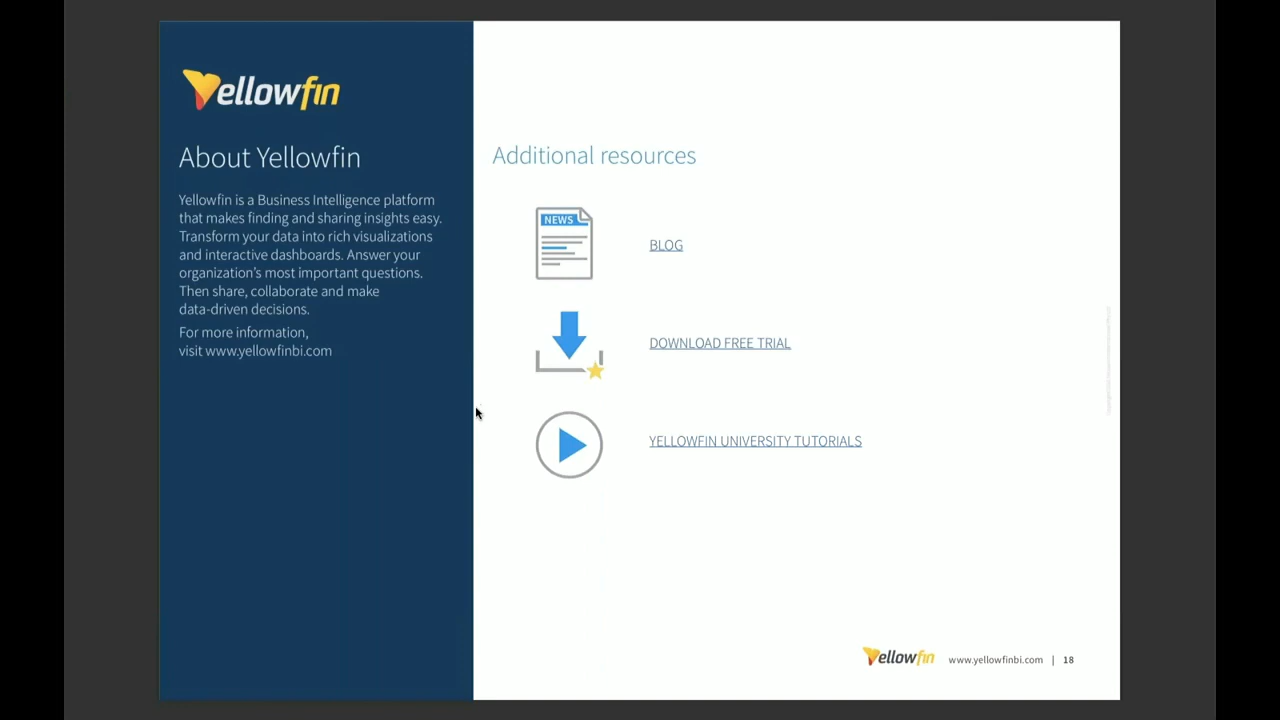 Yellowfin
About Yellowfin
Yellowfin is a Business Intelligence platform
that makes finding and sharing insights easy.
Transform your data into rich visualizations
and interactive dashboards. Answer your
organization's most important questions.
Then share, collaborate and make
data-driven decisions.
For more information,
visit www.yellowfinbi.com
Additional resources
NEWS
BLOG
DOWNLOAD FREE TRIAL
YELLOWFIN UNIVERSITY TUTORIALS
Yellowfin www.yellowfinbi.com | 18